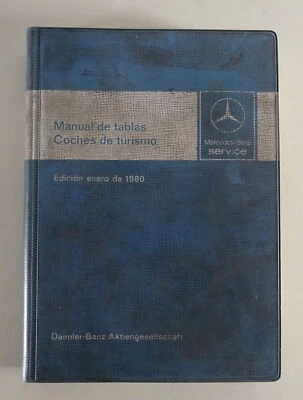 Manual de tablas
Coches de turismo
Mercedes-Benz
service
Edición enero de 1980
Daimler-Benz Aktiengesellschaft